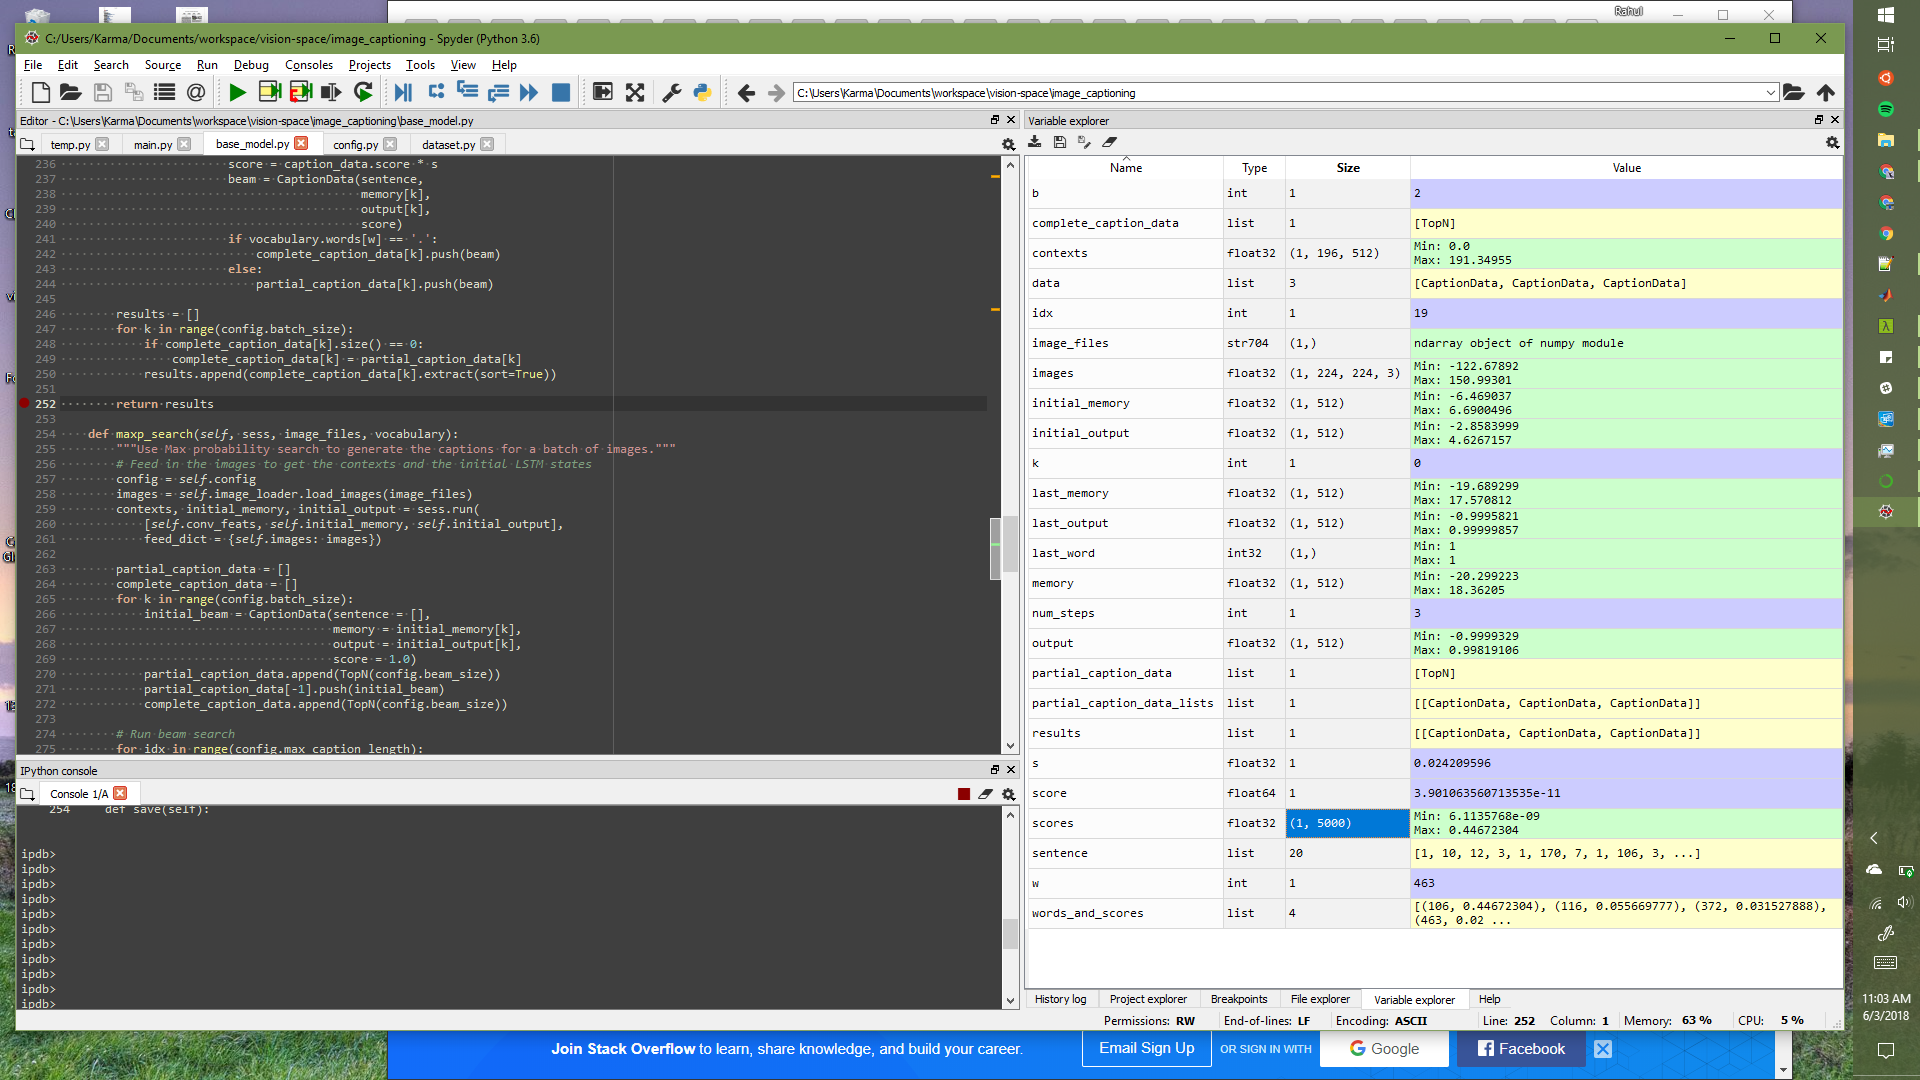 Rahul
C:/Users/Karma/Documents/workspace/vision-space/image_captioning - Spyder (Python 3.6)
File Edit Search Source Run Debug Consoles Projects Tools View Help
C:\Users\Karma\Documents\workspace\vision-space\image_captioning
Editor - C:\Users\Karma\Documents\workspace\vision-space\image_captioning\base_model.py
temp.py main.py base_model.py config.py dataset.py
236 score = caption_data.score * s
237 beam = CaptionData(sentence,
238 memory[k],
239 output[k],
240 score)
241 if vocabulary.words[w] == '.':
242 complete_caption_data[k].push(beam)
243 else:
244 partial_caption_data[k].push(beam)
245
246 results = []
247 for k in range(config.batch_size):
248 if complete_caption_data[k].size() == 0:
249 complete_caption_data[k] = partial_caption_data[k]
250 results.append(complete_caption_data[k].extract(sort=True))
251
252 return results
253
254 def maxp_search(self, sess, image_files, vocabulary):
255 """Use Max probability search to generate the captions for a batch of images."""
256 # Feed in the images to get the contexts and the initial LSTM states
257 config = self.config
258 images = self.image_loader.load_images(image_files)
259 contexts, initial_memory, initial_output = sess.run(
260 [self.conv_feats, self.initial_memory, self.initial_output],
261 feed_dict = {self.images: images})
262
263 partial_caption_data = []
264 complete_caption_data = []
265 for k in range(config.batch_size):
266 initial_beam = CaptionData(sentence = [],
267 memory = initial_memory[k],
268 output = initial_output[k],
269 score = 1.0)
270 partial_caption_data.append(TopN(config.beam_size))
271 partial_caption_data[-1].push(initial_beam)
272 complete_caption_data.append(TopN(config.beam_size))
273
274 # Run beam search
275 for idx in range(config.max_caption_length):
IPython console
Console 1/A
254 def save(self):
ipdb>
ipdb>
ipdb>
ipdb>
ipdb>
ipdb>
ipdb>
ipdb>
ipdb>
ipdb>
ipdb>
Variable explorer
Name Type Size Value
b int 1 2
complete_caption_data list 1 [TopN]
contexts float32 (1, 196, 512) Min: 0.0
Max: 191.34955
data list 3 [CaptionData, CaptionData, CaptionData]
idx int 1 19
image_files str704 (1,) ndarray object of numpy module
images float32 (1, 224, 224, 3) Min: -122.67892
Max: 150.99301
initial_memory float32 (1, 512) Min: -6.469037
Max: 6.6900496
initial_output float32 (1, 512) Min: -2.8583999
Max: 4.6267157
k int 1 0
last_memory float32 (1, 512) Min: -19.689299
Max: 17.570812
last_output float32 (1, 512) Min: -0.9995821
Max: 0.99999857
last_word int32 (1,) Min: 1
Max: 1
memory float32 (1, 512) Min: -20.299223
Max: 18.36205
num_steps int 1 3
output float32 (1, 512) Min: -0.9999329
Max: 0.99819106
partial_caption_data list 1 [TopN]
partial_caption_data_lists list 1 [[CaptionData, CaptionData, CaptionData]]
results list 1 [[CaptionData, CaptionData, CaptionData]]
s float32 1 0.024209596
score float64 1 3.901063560713535e-11
scores float32 (1, 5000) Min: 6.1135768e-09
Max: 0.44672304
sentence list 20 [1, 10, 12, 3, 1, 170, 7, 1, 106, 3, ...]
w int 1 463
words_and_scores list 4 [(106, 0.44672304), (116, 0.055669777), (372, 0.031527888),
(463, 0.02 ...
History log Project explorer Breakpoints File explorer Variable explorer Help
Permissions: RW End-of-lines: LF Encoding: ASCII Line: 252 Column: 1 Memory: 63 % CPU: 5 %
Join Stack Overflow to learn, share knowledge, and build your career. Email Sign Up OR SIGN IN WITH Google Facebook
11:03 AM
6/3/2018